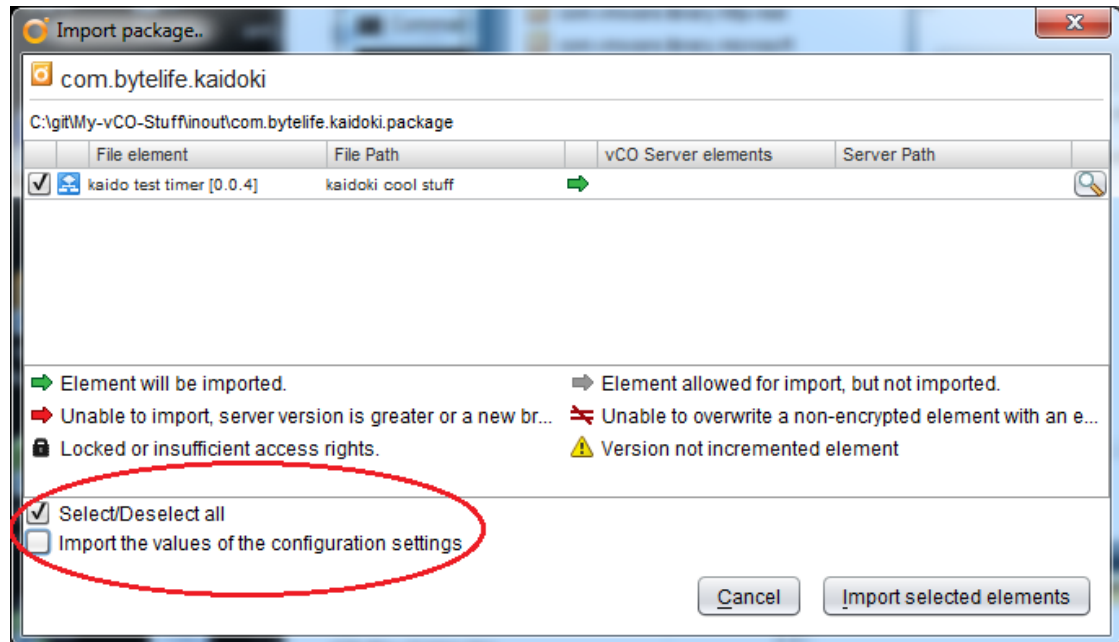 Import package..
com.bytelife.kaidoki
C:\git\My-vCO-Stuff\inout\com.bytelife.kaidoki.package
File element File Path vCO Server elements Server Path
kaido test timer [0.0.4] kaidoki cool stuff
Element will be imported. Element allowed for import, but not imported.
Unable to import, server version is greater or a new br... Unable to overwrite a non-encrypted element with an e...
Locked or insufficient access rights. Version not incremented element
Select/Deselect all
Import the values of the configuration settings
Cancel Import selected elements